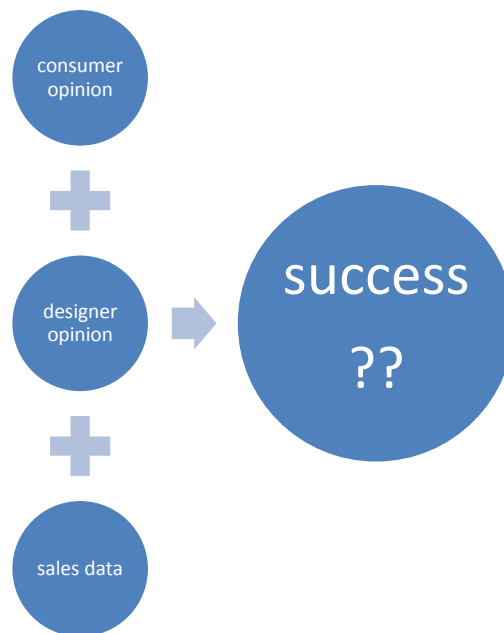 consumer
opinion
designer
opinion
sales data
success
??